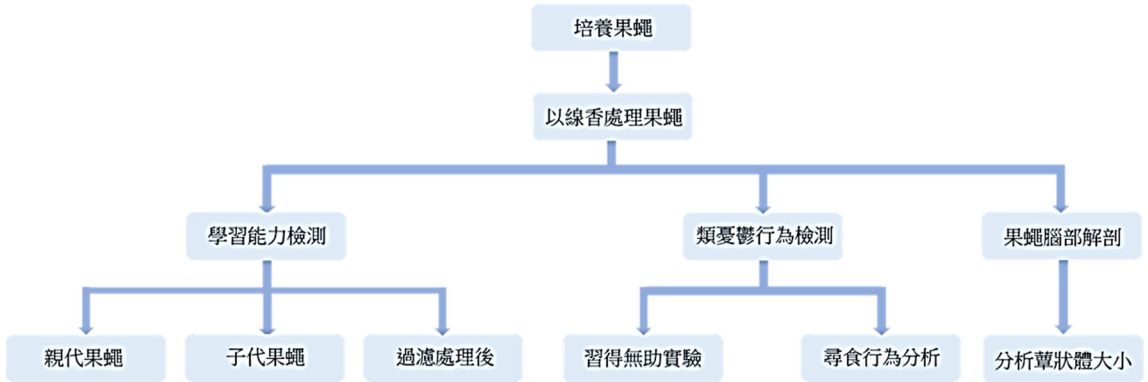 培養果蠅
以線香處理果蠅
學習能力檢測
類憂鬱行為檢測
果蠅腦部解剖
親代果蠅
子代果蠅
過濾處理後
習得無助實驗
尋食行為分析
分析蕈狀體大小